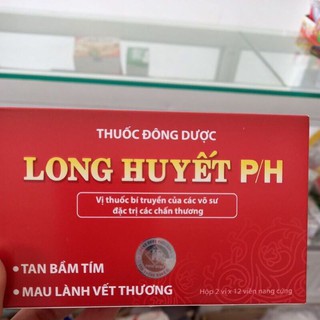 THUỐC ĐÔNG DƯỢC
LONG HUYẾT P/H
Vị thuốc bí truyền của các võ sư
đặc trị các chấn thương
• TAN BẦM TÍM
• MAU LÀNH VẾT THƯƠNG
Hộp 2 vỉ x 12 viên nang cứng